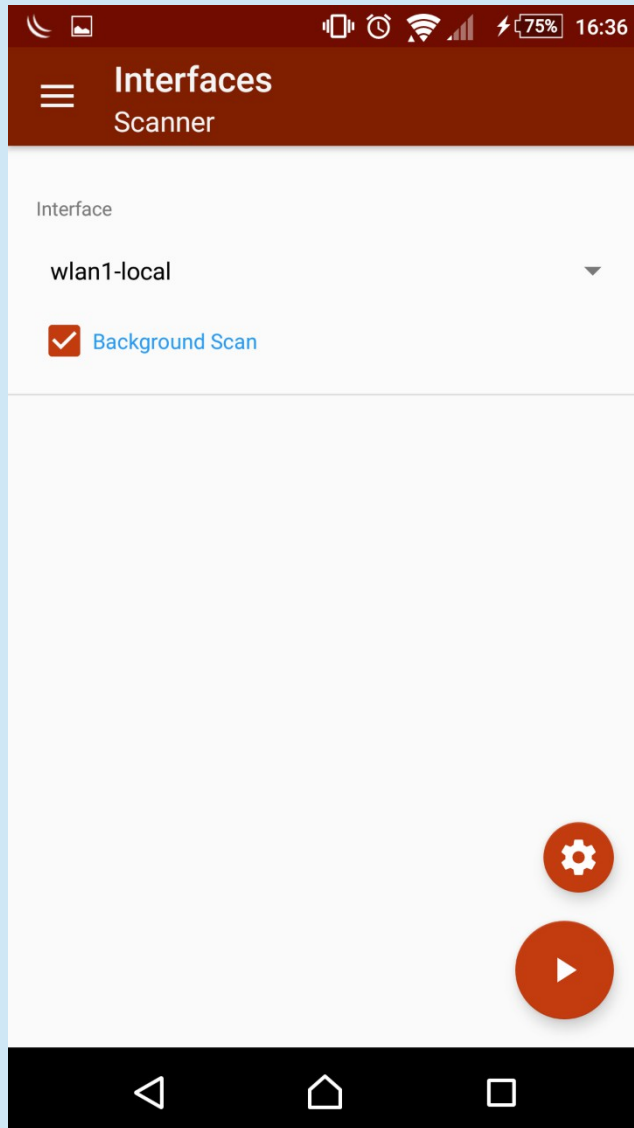 75% 16:36
Interfaces
Scanner
Interface
wlan1-local
Background Scan